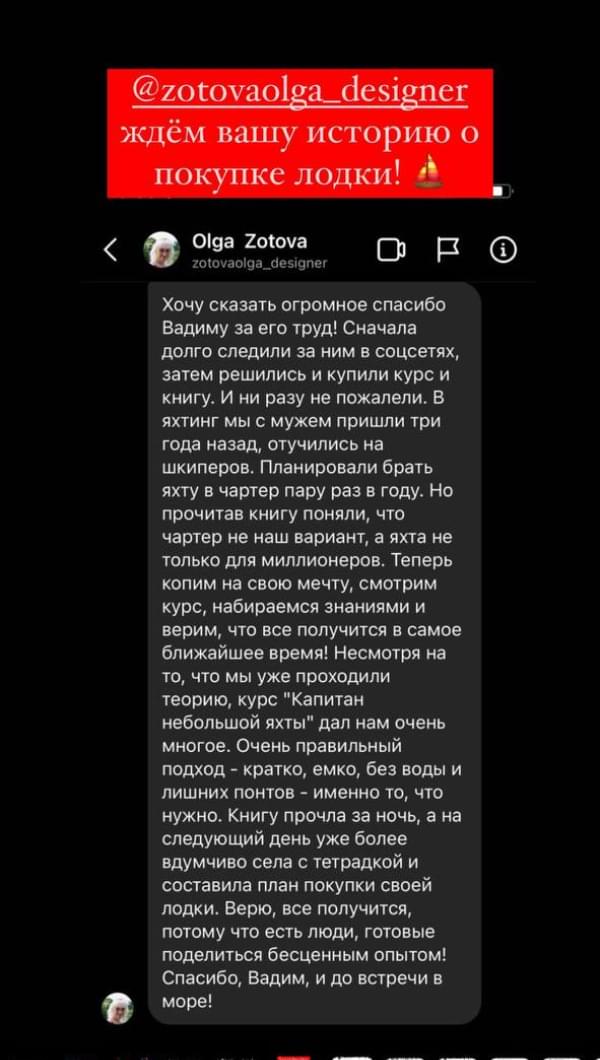 @zotovaolga_designer
ждём вашу историю о
покупке лодки! ⛵
Olga Zotova
zotovaolga_designer
Хочу сказать огромное спасибо
Вадиму за его труд! Сначала
долго следили за ним в соцсетях,
затем решились и купили курс и
книгу. И ни разу не пожалели. В
яхтинг мы с мужем пришли три
года назад, отучились на
шкиперов. Планировали брать
яхту в чартер пару раз в году. Но
прочитав книгу поняли, что
чартер не наш вариант, а яхта не
только для миллионеров. Теперь
копим на свою мечту, смотрим
курс, набираемся знаниями и
верим, что все получится в самое
ближайшее время! Несмотря на
то, что мы уже проходили
теорию, курс "Капитан
небольшой яхты" дал нам очень
многое. Очень правильный
подход - кратко, емко, без воды и
лишних понтов - именно то, что
нужно. Книгу прочла за ночь, а на
следующий день уже более
вдумчиво села с тетрадкой и
составила план покупки своей
лодки. Верю, все получится,
потому что есть люди, готовые
поделиться бесценным опытом!
Спасибо, Вадим, и до встречи в
море!